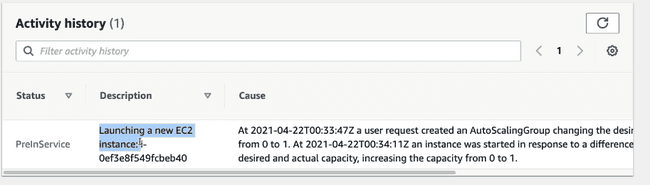 Activity history (1)
Filter activity history
1
Status Description Cause
Launching a new EC2 At 2021-04-22T00:33:47Z a user request created an AutoScalingGroup changing the desi
PreInService instance: i- from 0 to 1. At 2021-04-22T00:34:11Z an instance was started in response to a difference
0ef3e8f549fcbeb40 desired and actual capacity, increasing the capacity from 0 to 1.